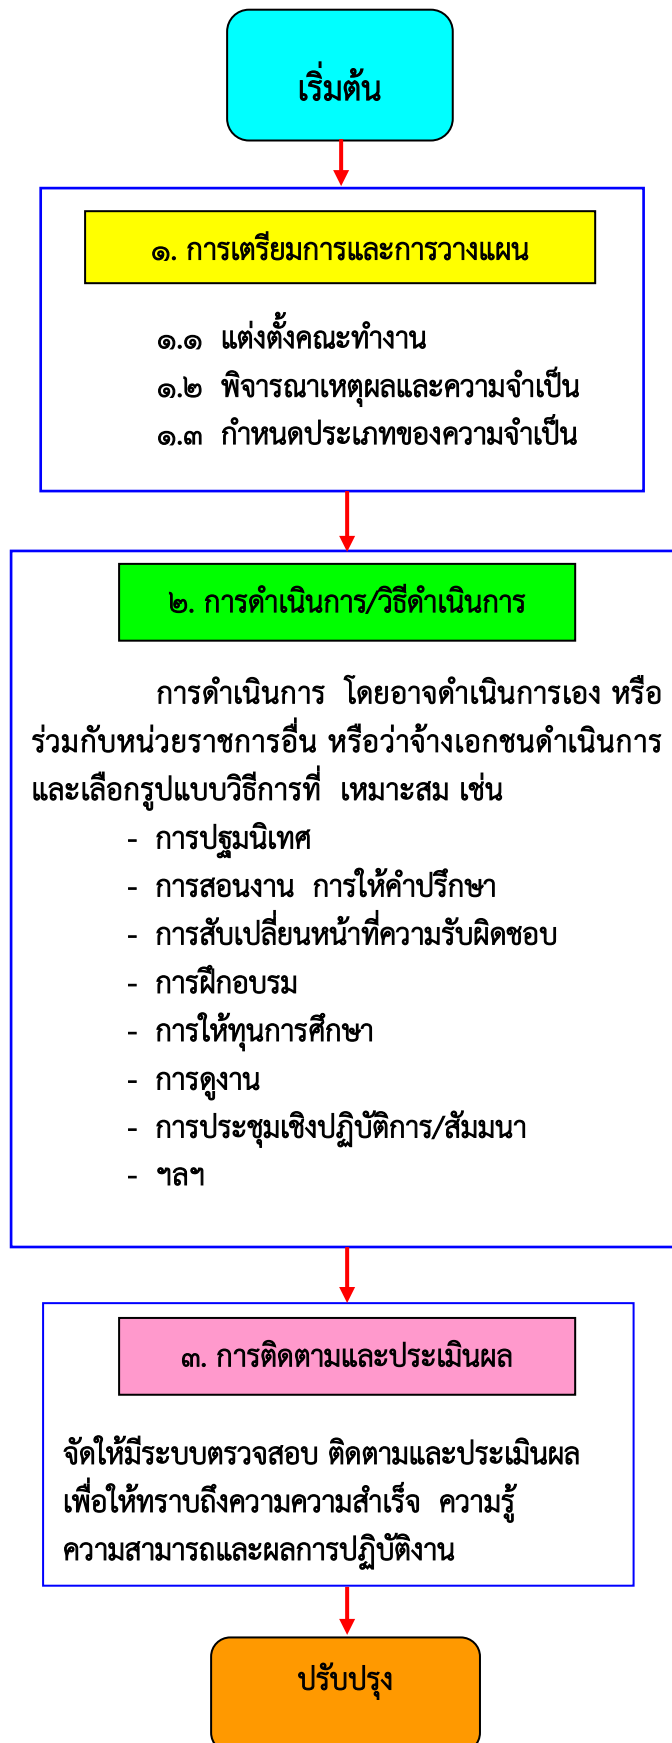 เริ่มต้น
๑. การเตรียมการและการวางแผน
๑.๑ แต่งตั้งคณะทำงาน
๑.๒ พิจารณาเหตุผลและความจำเป็น
๑.๓ กำหนดประเภทของความจำเป็น
๒. การดำเนินการ/วิธีดำเนินการ
การดำเนินการ โดยอาจดำเนินการเอง หรือ
ร่วมกับหน่วยราชการอื่น หรือว่าจ้างเอกชนดำเนินการ
และเลือกรูปแบบวิธีการที่ เหมาะสม เช่น
- การปฐมนิเทศ
- การสอนงาน การให้คำปรึกษา
- การสับเปลี่ยนหน้าที่ความรับผิดชอบ
- การฝึกอบรม
- การให้ทุนการศึกษา
- การดูงาน
- การประชุมเชิงปฏิบัติการ/สัมมนา
- ฯลฯ
๓. การติดตามและประเมินผล
จัดให้มีระบบตรวจสอบ ติดตามและประเมินผล
เพื่อให้ทราบถึงความความสำเร็จ ความรู้
ความสามารถและผลการปฏิบัติงาน
ปรับปรุง